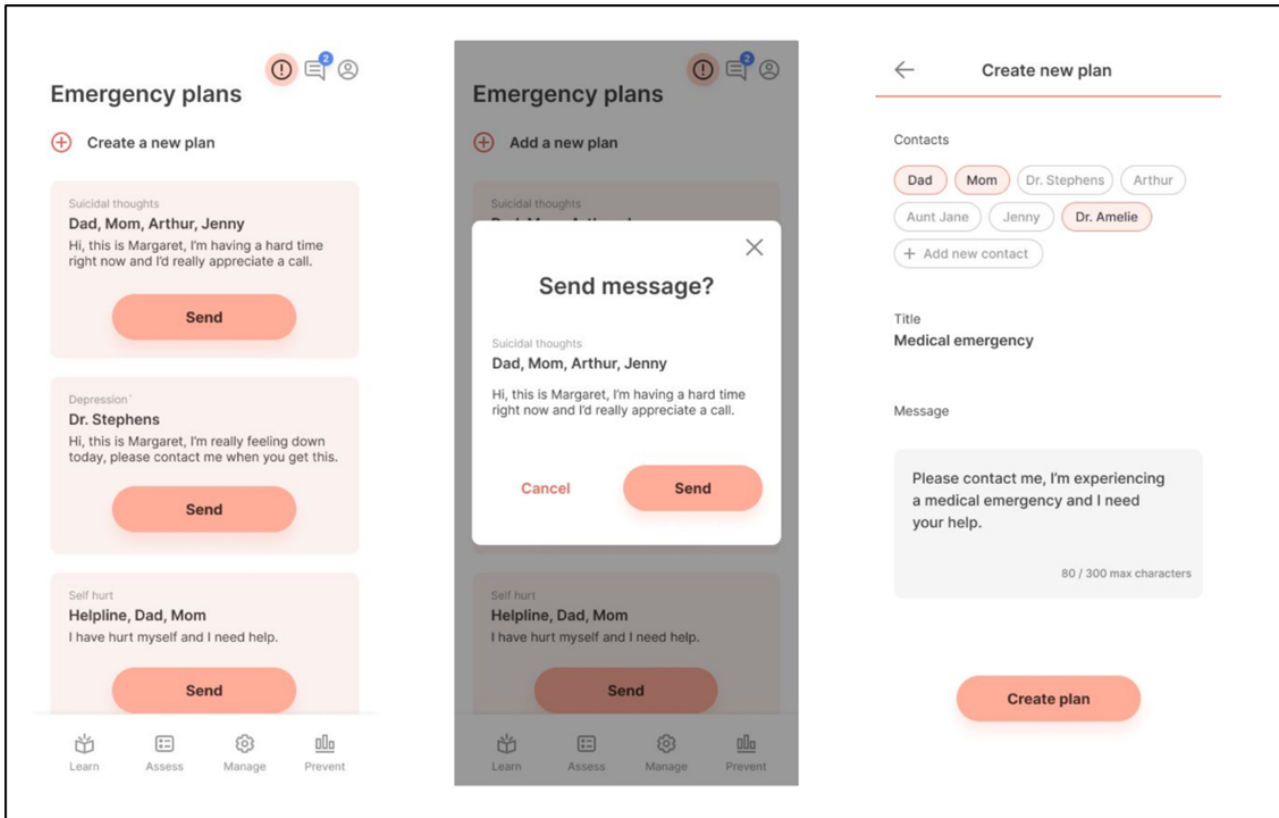 2
Emergency plans
Create a new plan
Suicidal thoughts
Dad, Mom, Arthur, Jenny
Hi, this is Margaret, I'm having a hard time
right now and I'd really appreciate a call.
Send
Depression`
Dr. Stephens
Hi, this is Margaret, I'm really feeling down
today, please contact me when you get this.
Send
Self hurt
Helpline, Dad, Mom
I have hurt myself and I need help.
Send
Learn Assess Manage Prevent
2
Emergency plans
Add a new plan
Suicidal thoughts
Send message?
Suicidal thoughts
Dad, Mom, Arthur, Jenny
Hi, this is Margaret, I'm having a hard time
right now and I'd really appreciate a call.
Cancel Send
Self hurt
Helpline, Dad, Mom
I have hurt myself and I need help.
Send
Learn Assess Manage Prevent
Create new plan
Contacts
Dad Mom Dr. Stephens Arthur
Aunt Jane Jenny Dr. Amelie
+ Add new contact
Title
Medical emergency
Message
Please contact me, I'm experiencing
a medical emergency and I need
your help.
80 / 300 max characters
Create plan